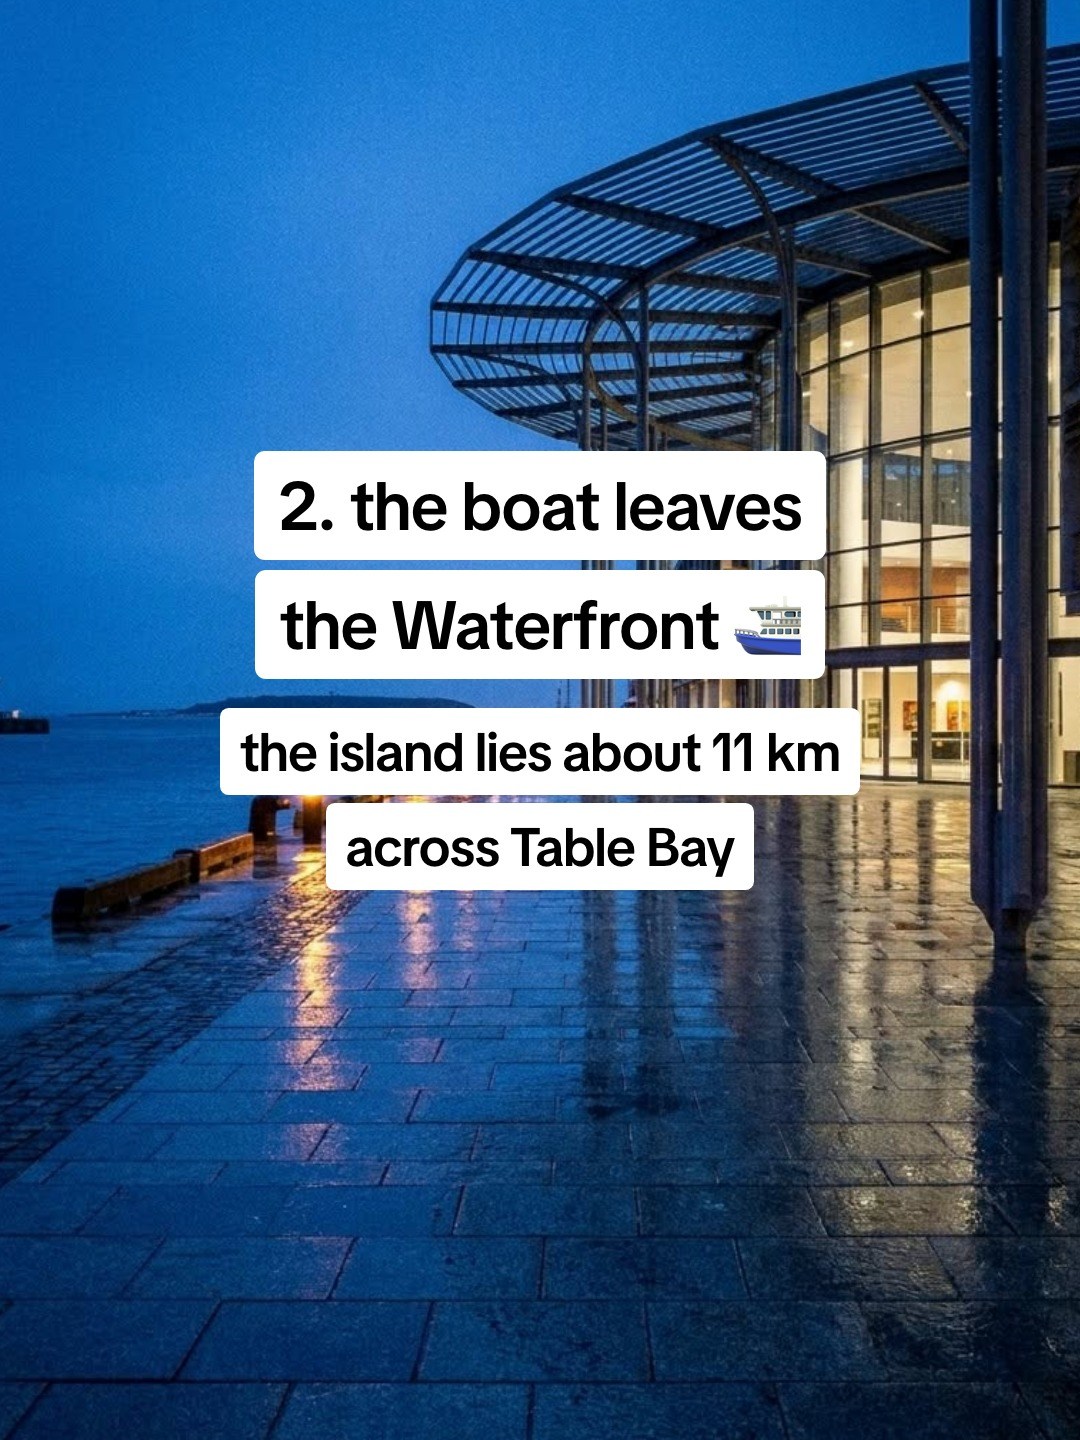 2. the boat leaves
the Waterfront 🛳️
the island lies about 11 km
across Table Bay